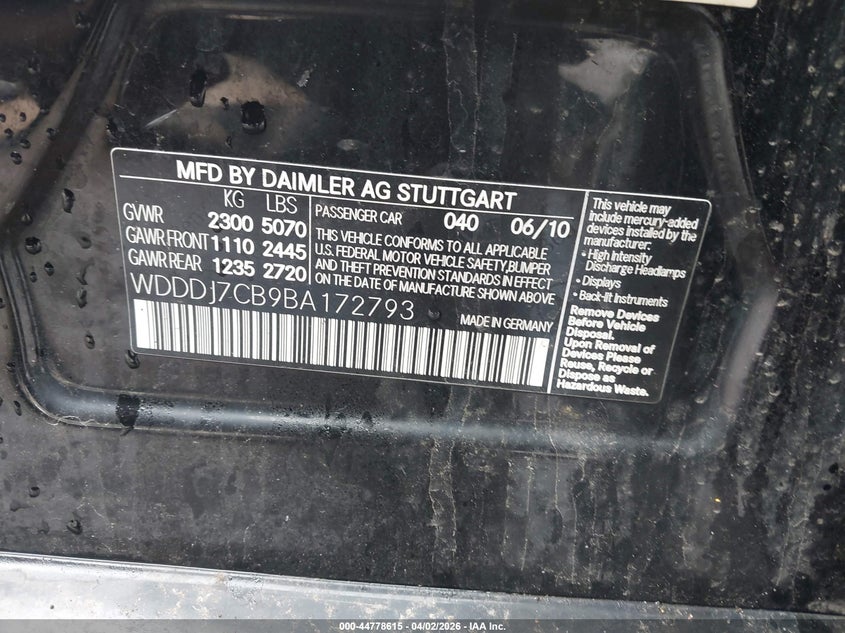 MFD BY DAIMLER AG STUTTGART
KG LBS
GVWR 2300 5070
GAWR FRONT 1110 2445
GAWR REAR 1235 2720
PASSENGER CAR 040 06/10
THIS VEHICLE CONFORMS TO ALL APPLICABLE
U.S. FEDERAL MOTOR VEHICLE SAFETY, BUMPER
AND THEFT PREVENTION STANDARDS IN EFFECT
ON THE DATE OF MANUFACTURE SHOWN ABOVE
WDDDJ7CB9BA172793
MADE IN GERMANY
This vehicle may
include mercury-added
devices installed by the
manufacturer:
• High Intensity
Discharge Headlamps
• Displays
• Back-lit Instruments
Remove Devices
Before Vehicle
Disposal.
Upon Removal of
Devices Please
Reuse, Recycle or
Dispose as
Hazardous Waste.
000-44778615 - 04/02/2026 - IAA Inc.